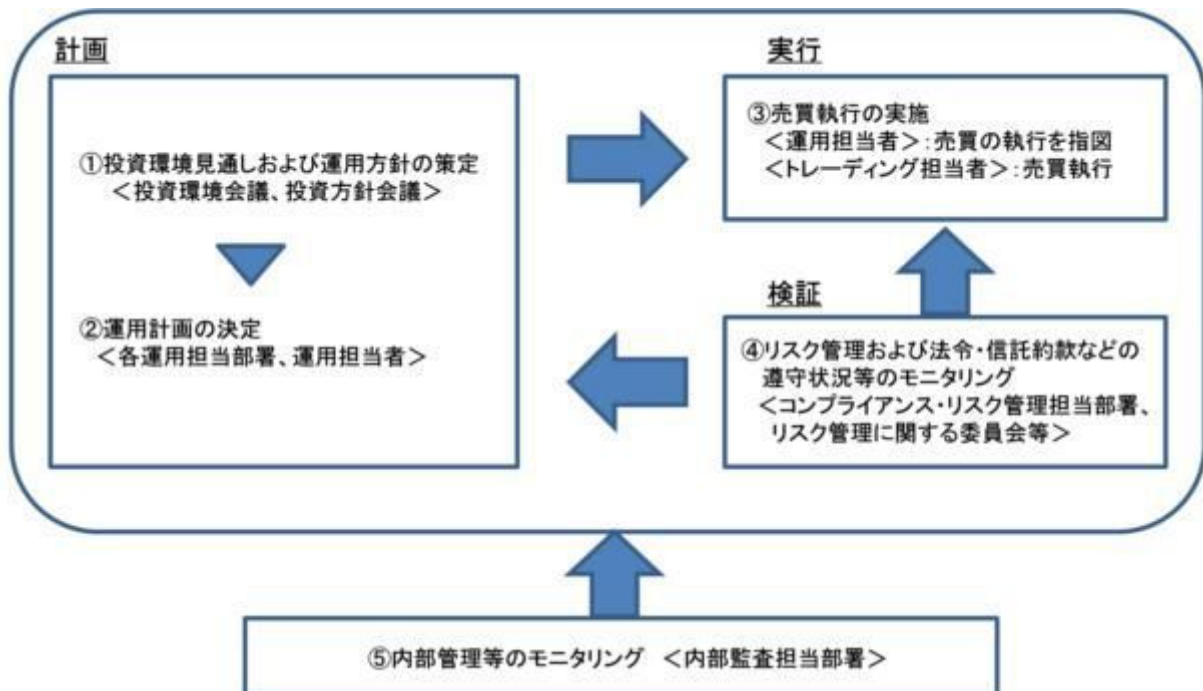 計画
①投資環境見通しおよび運用方針の策定
＜投資環境会議、投資方針会議＞
②運用計画の決定
＜各運用担当部署、運用担当者＞
実行
③売買執行の実施
＜運用担当者＞：売買の執行を指図
＜トレーディング担当者＞：売買執行
検証
④リスク管理および法令・信託約款などの
遵守状況等のモニタリング
＜コンプライアンス・リスク管理担当部署、
リスク管理に関する委員会等＞
⑤内部管理等のモニタリング ＜内部監査担当部署＞